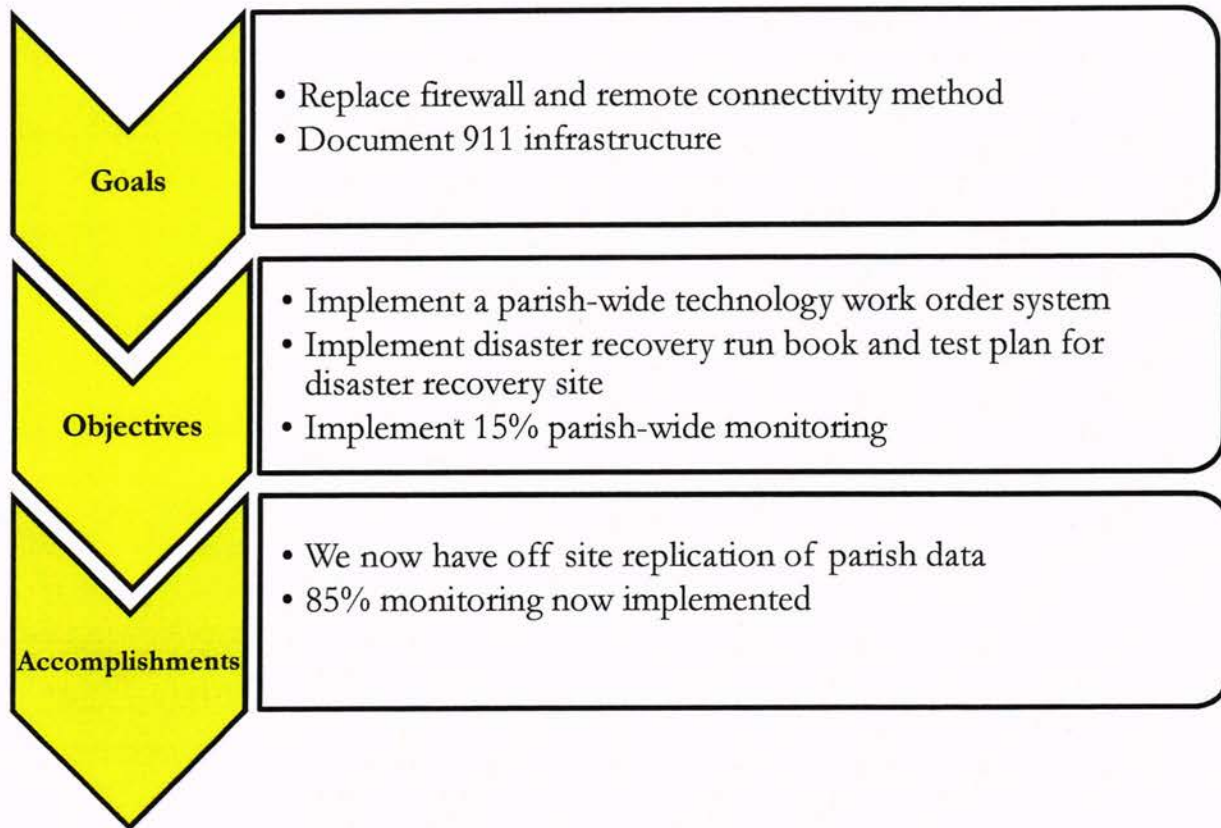 Goals
• Replace firewall and remote connectivity method
• Document 911 infrastructure
Objectives
• Implement a parish-wide technology work order system
• Implement disaster recovery run book and test plan for
disaster recovery site
• Implement 15% parish-wide monitoring
Accomplishments
• We now have off site replication of parish data
• 85% monitoring now implemented